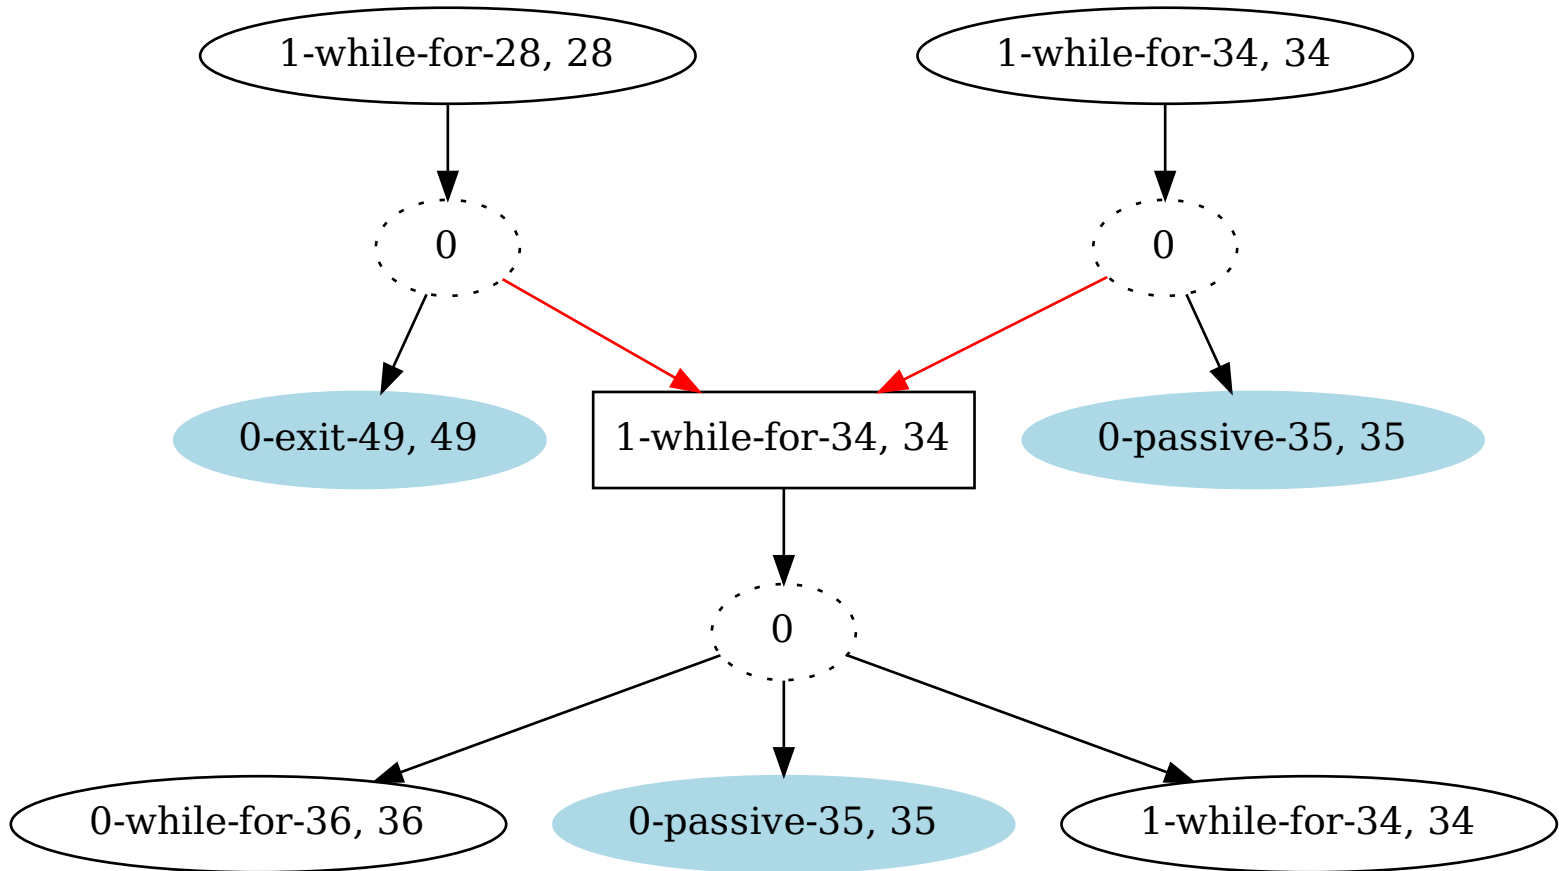 1-while-for-28, 28
1-while-for-34, 34
0
0
0-exit-49, 49
1-while-for-34, 34
0-passive-35, 35
0
0-while-for-36, 36
0-passive-35, 35
1-while-for-34, 34